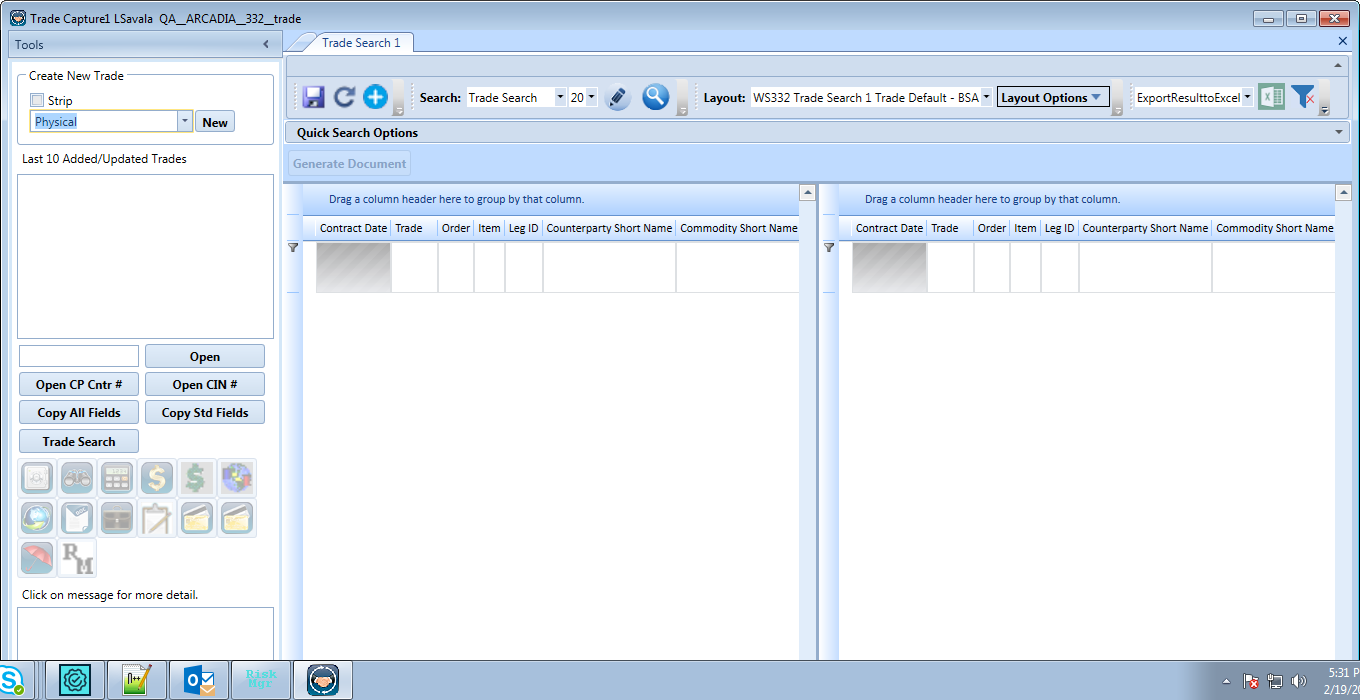 Trade Capture1 LSavala QA__ARCADIA__332__trade
Tools
Create New Trade
Strip
Physical
New
Last 10 Added/Updated Trades
Open
Open CP Cntr #
Open CIN #
Copy All Fields
Copy Std Fields
Trade Search
RM
Click on message for more detail.
Trade Search 1
Search:
Trade Search
20
Layout:
WS332 Trade Search 1 Trade Default - BSA
Layout Options
ExportResulttoExcel
Quick Search Options
Generate Document
Drag a column header here to group by that column.
Contract Date Trade Order Item Leg ID Counterparty Short Name Commodity Short Name
Drag a column header here to group by that column.
Contract Date Trade Order Item Leg ID Counterparty Short Name Commodity Short Name
Risk
Mgr
5:31 P
2/19/20